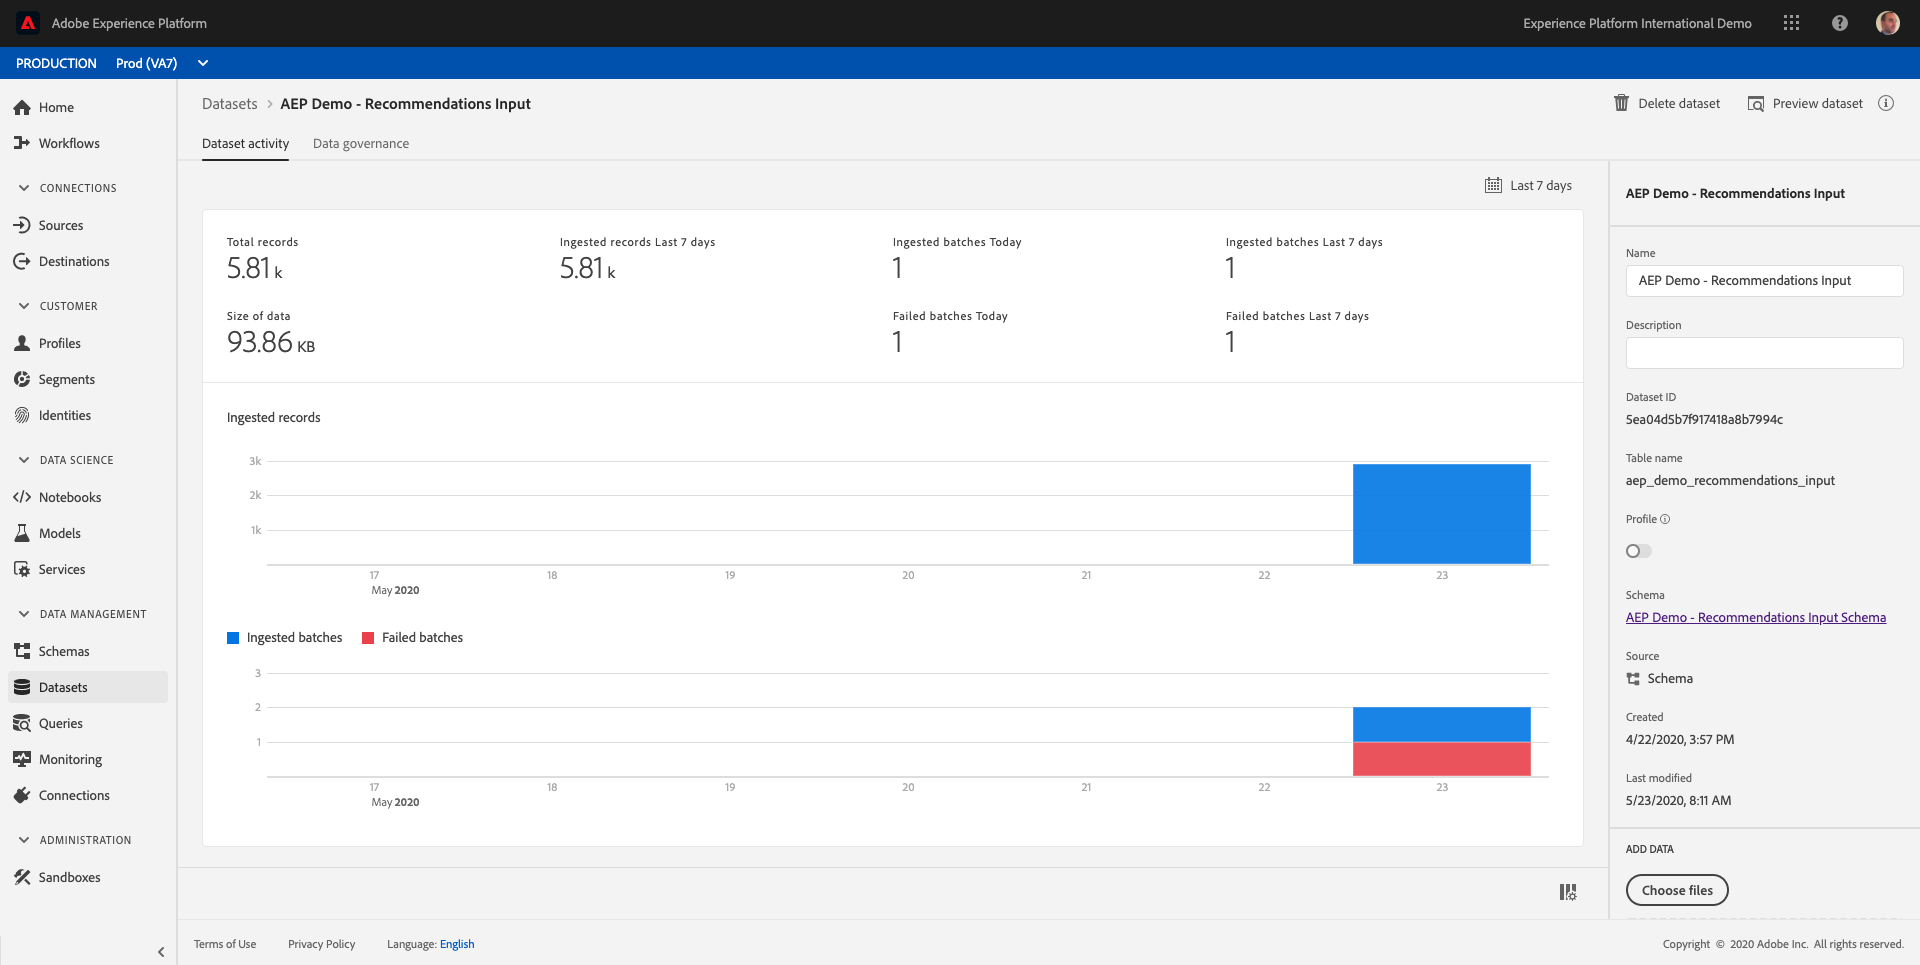 Adobe Experience Platform
Experience Platform International Demo
PRODUCTION Prod (VA7)
Home
Workflows
CONNECTIONS
Sources
Destinations
CUSTOMER
Profiles
Segments
Identities
DATA SCIENCE
Notebooks
Models
Services
DATA MANAGEMENT
Schemas
Datasets
Queries
Monitoring
Connections
ADMINISTRATION
Sandboxes
Datasets > AEP Demo - Recommendations Input
Delete dataset
Preview dataset
Dataset activity
Data governance
Last 7 days
Total records
5.81 k
Ingested records Last 7 days
5.81 k
Ingested batches Today
1
Ingested batches Last 7 days
1
Size of data
93.86 KB
Failed batches Today
1
Failed batches Last 7 days
1
Ingested records
3k
2k
1k
17 18 19 20 21 22 23
May 2020
Ingested batches Failed batches
3
2
1
17 18 19 20 21 22 23
May 2020
AEP Demo - Recommendations Input
Name
AEP Demo - Recommendations Input
Description
Dataset ID
5ea04d5b7f917418a8b7994c
Table name
aep_demo_recommendations_input
Profile
Schema
AEP Demo - Recommendations Input Schema
Source
Schema
Created
4/22/2020, 3:57 PM
Last modified
5/23/2020, 8:11 AM
ADD DATA
Choose files
Terms of Use Privacy Policy Language: English
Copyright © 2020 Adobe Inc. All rights reserved.